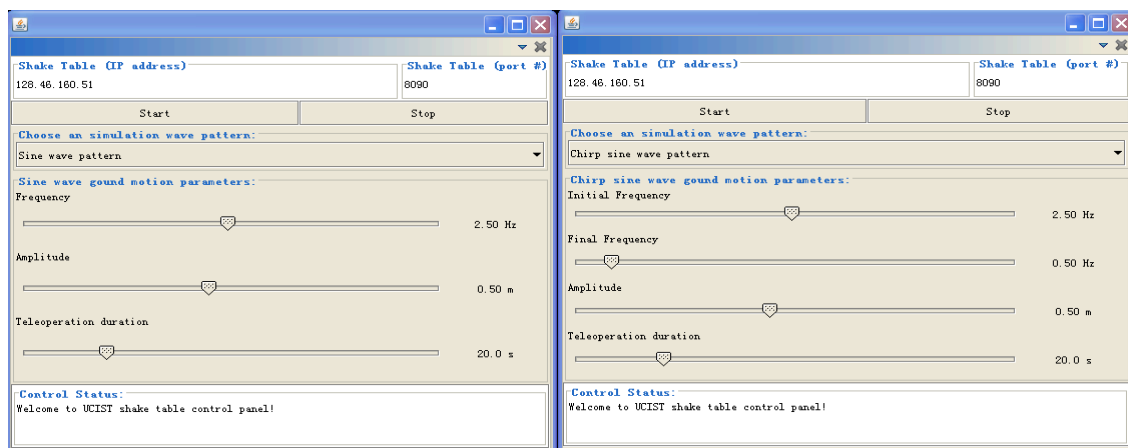 Shake Table (IP address)
Shake Table (port #)
128.46.160.51
8090
Start
Stop
Choose an simulation wave pattern:
Sine wave pattern
Sine wave gound motion parameters:
Frequency
2.50 Hz
Amplitude
0.50 m
Teleoperation duration
20.0 s
Control Status:
Welcome to UCIST shake table control panel!
Shake Table (IP address)
Shake Table (port #)
128.46.160.51
8090
Start
Stop
Choose an simulation wave pattern:
Chirp sine wave pattern
Chirp sine wave gound motion parameters:
Initial Frequency
2.50 Hz
Final Frequency
0.50 Hz
Amplitude
0.50 m
Teleoperation duration
20.0 s
Control Status:
Welcome to UCIST shake table control panel!